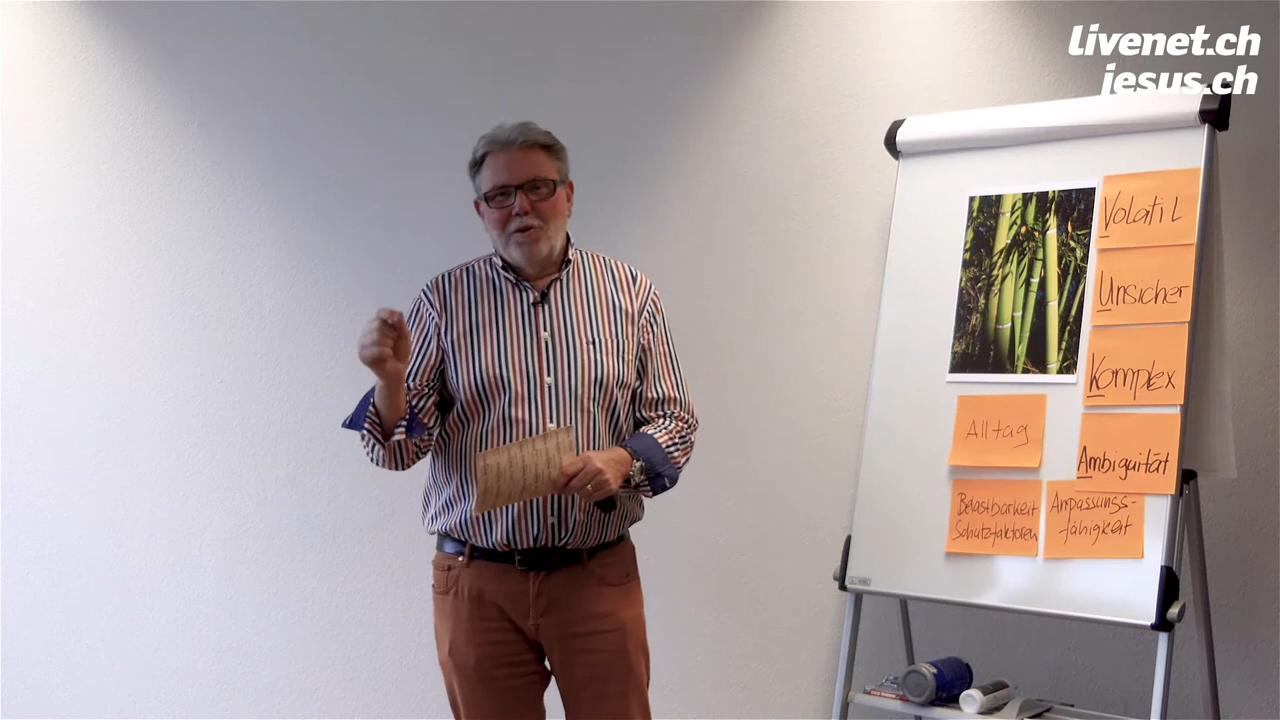 livenet.ch
jesus.ch
Volatil
Unsicher
Komplex
Ambiguität
Alltag
Belastbarkeit
Schutzfaktoren
Anpassungs-
fähigkeit